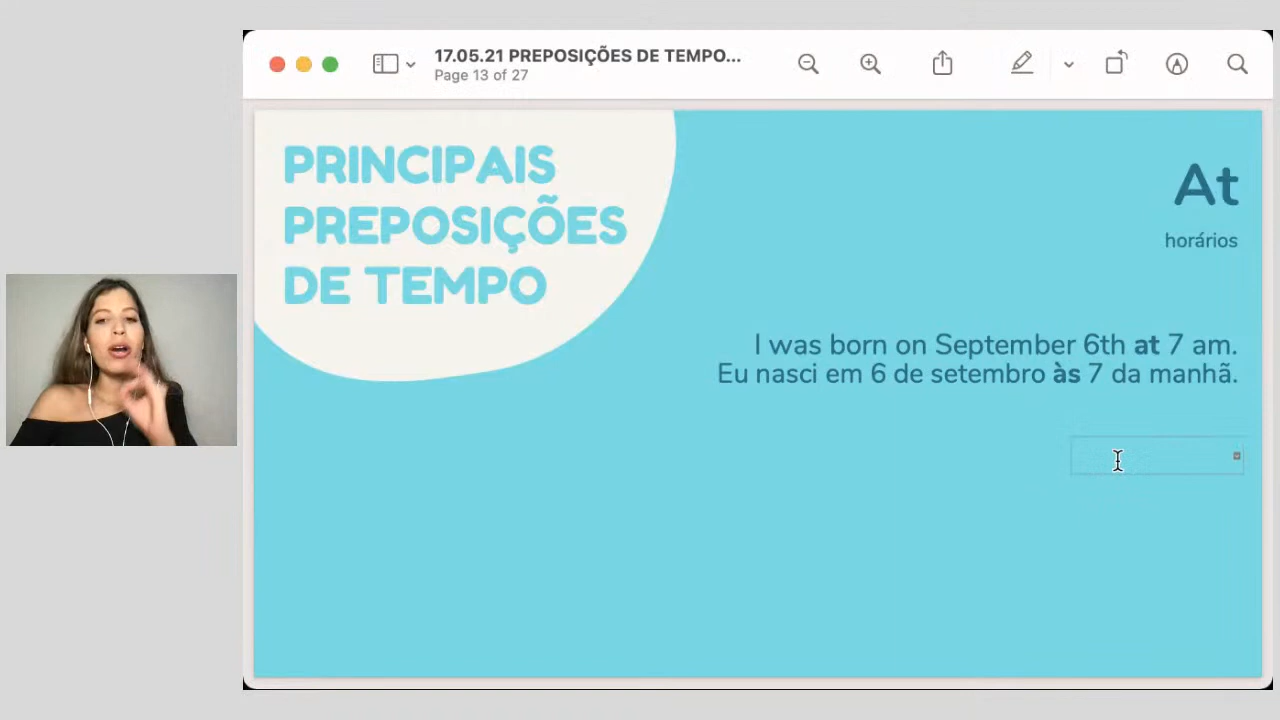 17.05.21 PREPOSIÇÕES DE TEMPO...
Page 13 of 27
PRINCIPAIS
PREPOSIÇÕES
DE TEMPO
At
horários
I was born on September 6th at 7 am.
Eu nasci em 6 de setembro às 7 da manhã.